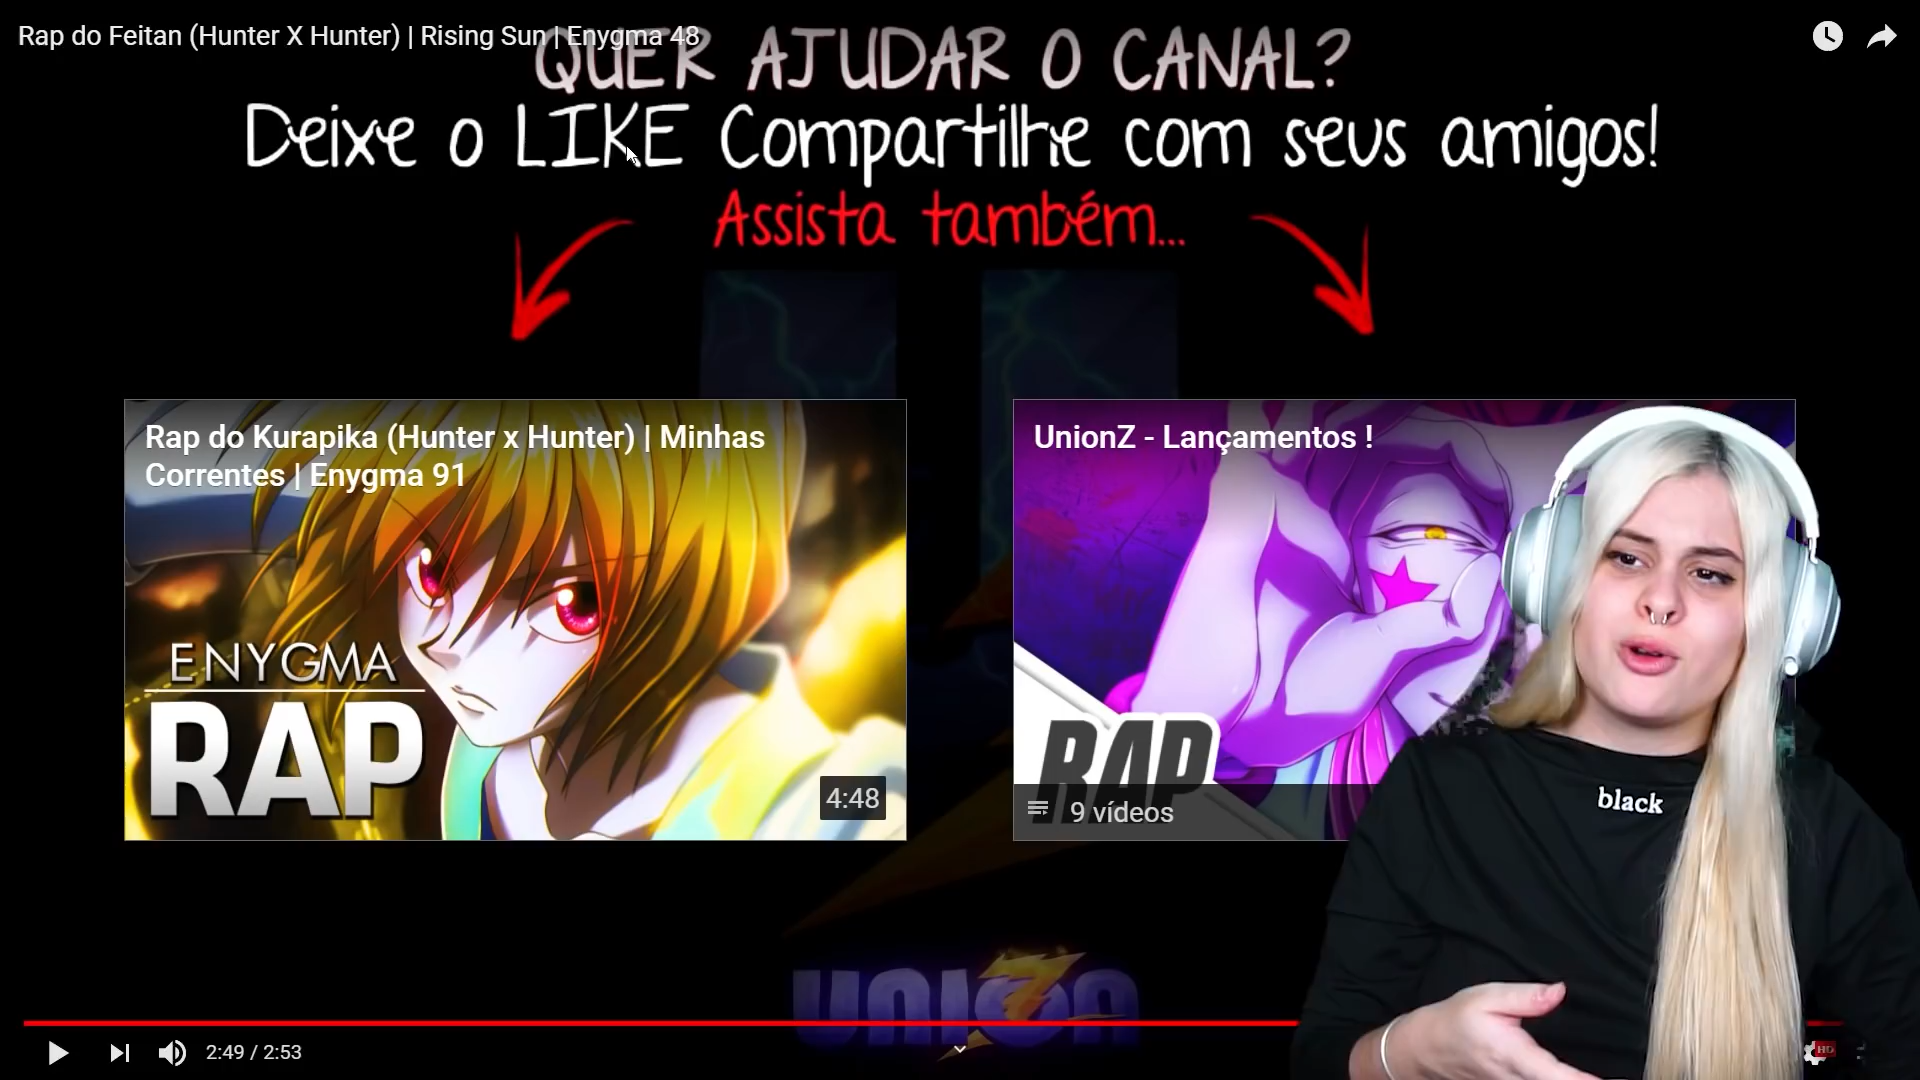 Rap do Feitan (Hunter X Hunter) | Rising Sun | Enygma 48
QUER AJUDAR O CANAL?
Deixe o LIKE Compartilhe com seus amigos!
Assista também...
Rap do Kurapika (Hunter x Hunter) | Minhas
Correntes | Enygma 91
ENYGMA
RAP
4:48
UnionZ - Lançamentos !
RAP
9 vídeos
black
UNIZN
2:49 / 2:53
HD